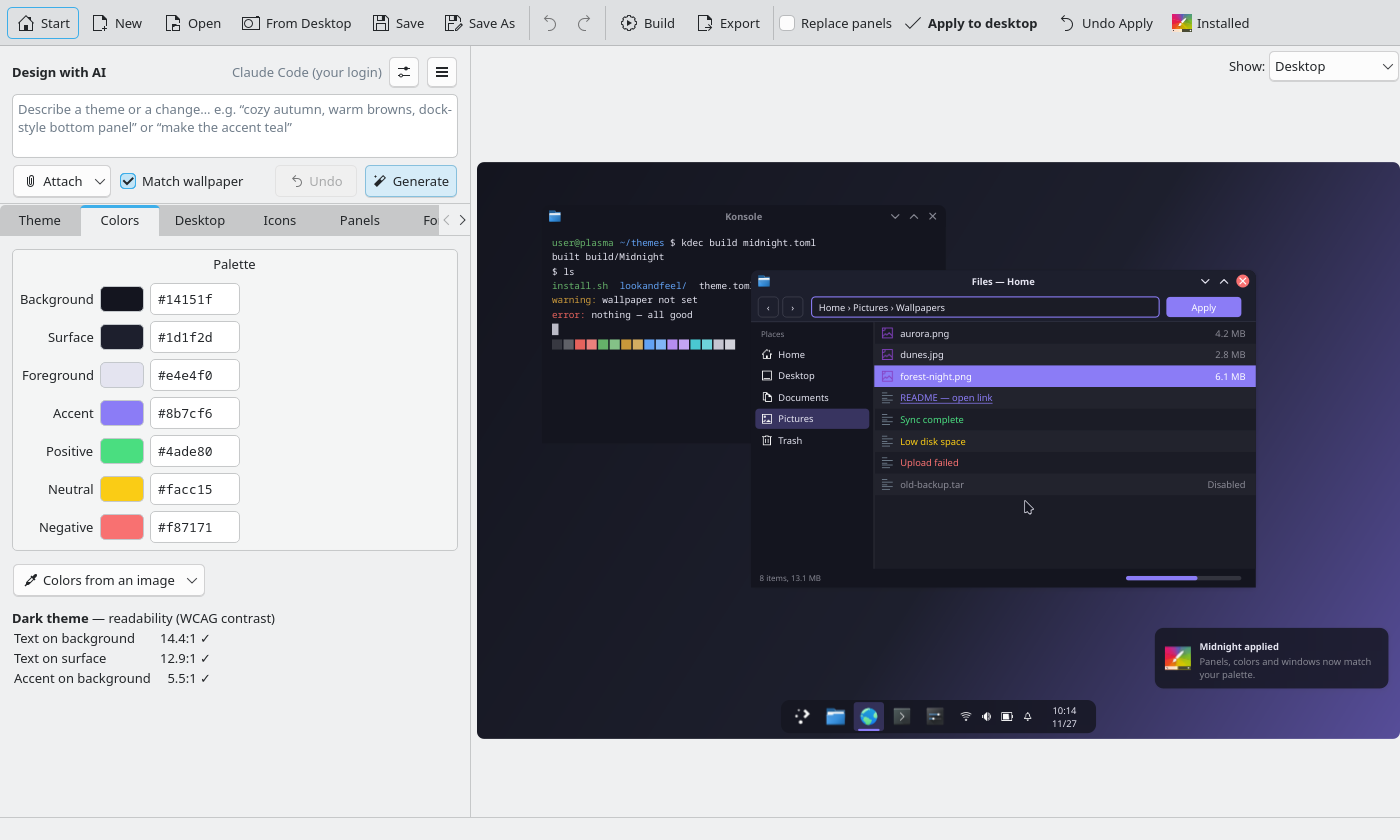 Start New Open From Desktop Save Save As Build Export Replace panels Apply to desktop Undo Apply Installed
Design with AI Claude Code (your login)
Describe a theme or a change… e.g. “cozy autumn, warm browns, dock-
style bottom panel” or “make the accent teal”
Attach Match wallpaper Undo Generate
Theme Colors Desktop Icons Panels Fo
Palette
Background #14151f
Surface #1d1f2d
Foreground #e4e4f0
Accent #8b7cf6
Positive #4ade80
Neutral #facc15
Negative #f87171
Colors from an image
Dark theme — readability (WCAG contrast)
Text on background 14.4:1 ✓
Text on surface 12.9:1 ✓
Accent on background 5.5:1 ✓
Show: Desktop
Konsole
user@plasma ~/themes $ kdec build midnight.toml
built build/Midnight
$ ls
install.sh lookandfeel/ theme.toml
warning: wallpaper not set
error: nothing — all good
Files — Home
‹ › Home › Pictures › Wallpapers Apply
Places
Home
Desktop
Documents
Pictures
Trash
aurora.png 4.2 MB
dunes.jpg 2.8 MB
forest-night.png 6.1 MB
README — open link
Sync complete
Low disk space
Upload failed
old-backup.tar Disabled
8 items, 13.1 MB
Midnight applied
Panels, colors and windows now match
your palette.
10:14
11/27